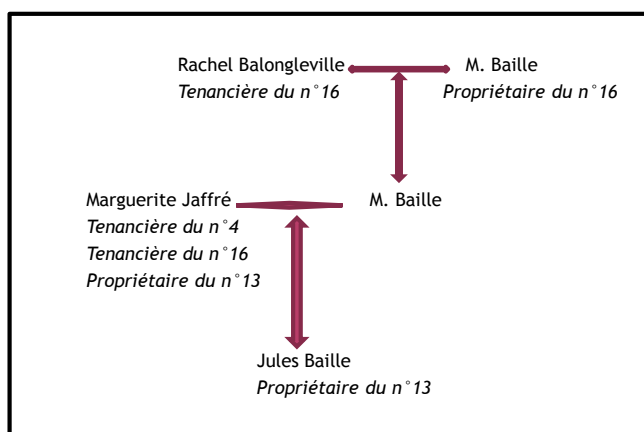 Rachel Balongleville M. Baille
Tenancière du n°16 Propriétaire du n°16
Marguerite Jaffré M. Baille
Tenancière du n°4
Tenancière du n°16
Propriétaire du n°13
Jules Baille
Propriétaire du n°13